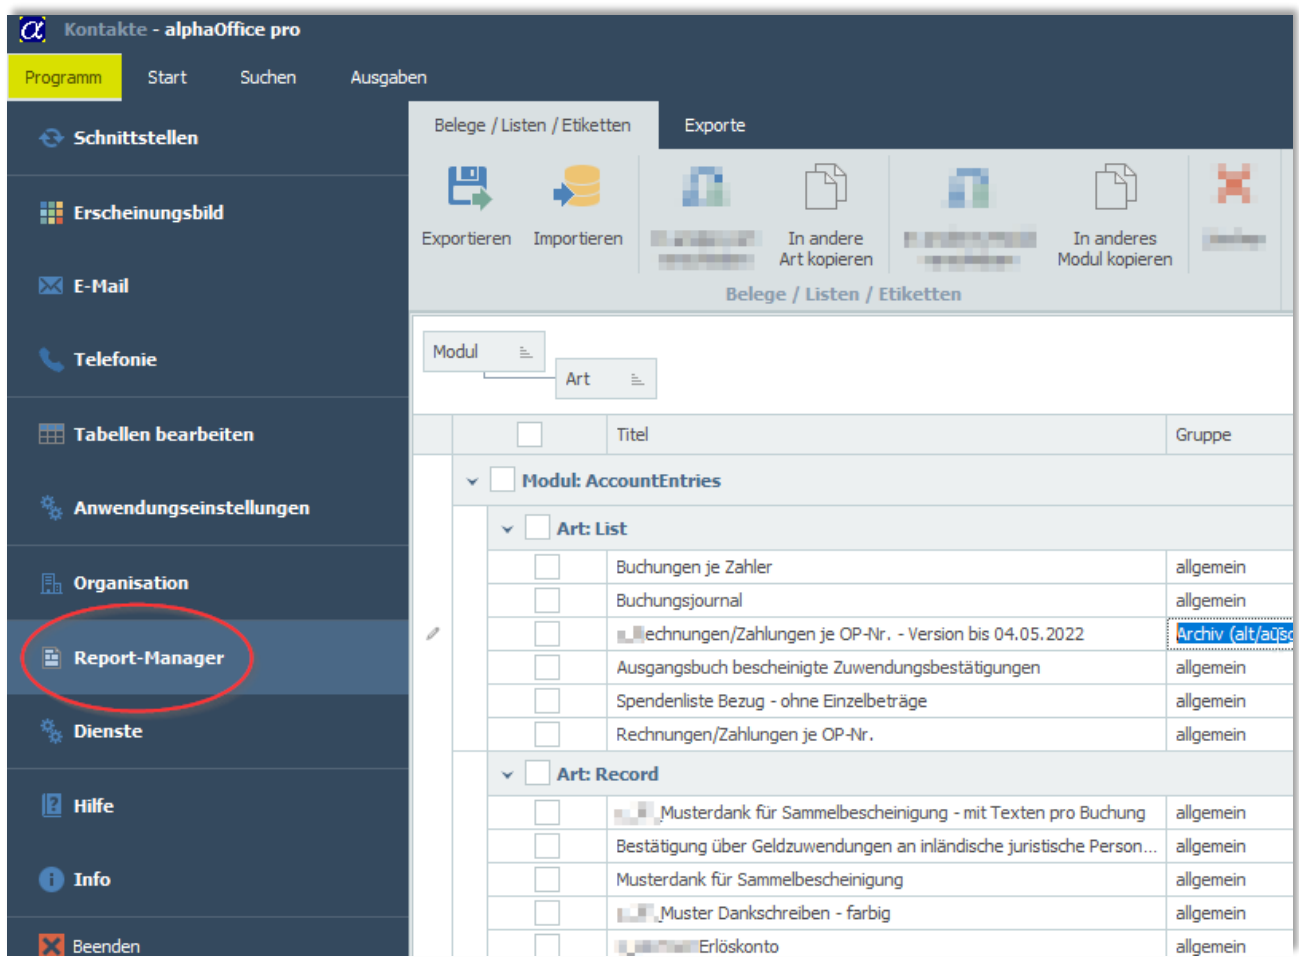 α Kontakte - alphaOffice pro
Programm Start Suchen Ausgaben
Schnittstellen
Erscheinungsbild
E-Mail
Telefonie
Tabellen bearbeiten
Anwendungseinstellungen
Organisation
Report-Manager
Dienste
Hilfe
Info
Beenden
Belege / Listen / Etiketten Exporte
Exportieren
Importieren
In andere
Art kopieren
In anderes
Modul kopieren
Belege / Listen / Etiketten
Modul
Art
Titel Gruppe
Modul: AccountEntries
Art: List
Buchungen je Zahler allgemein
Buchungsjournal allgemein
echnungen/Zahlungen je OP-Nr. - Version bis 04.05.2022 Archiv
Ausgangsbuch bescheinigte Zuwendungsbestätigungen allgemein
Spendenliste Bezug - ohne Einzelbeträge allgemein
Rechnungen/Zahlungen je OP-Nr. allgemein
Art: Record
_Musterdank für Sammelbescheinigung - mit Texten pro Buchung allgemein
Bestätigung über Geldzuwendungen an inländische juristische Person... allgemein
Musterdank für Sammelbescheinigung allgemein
_Muster Dankschreiben - farbig allgemein
Erlöskonto allgemein